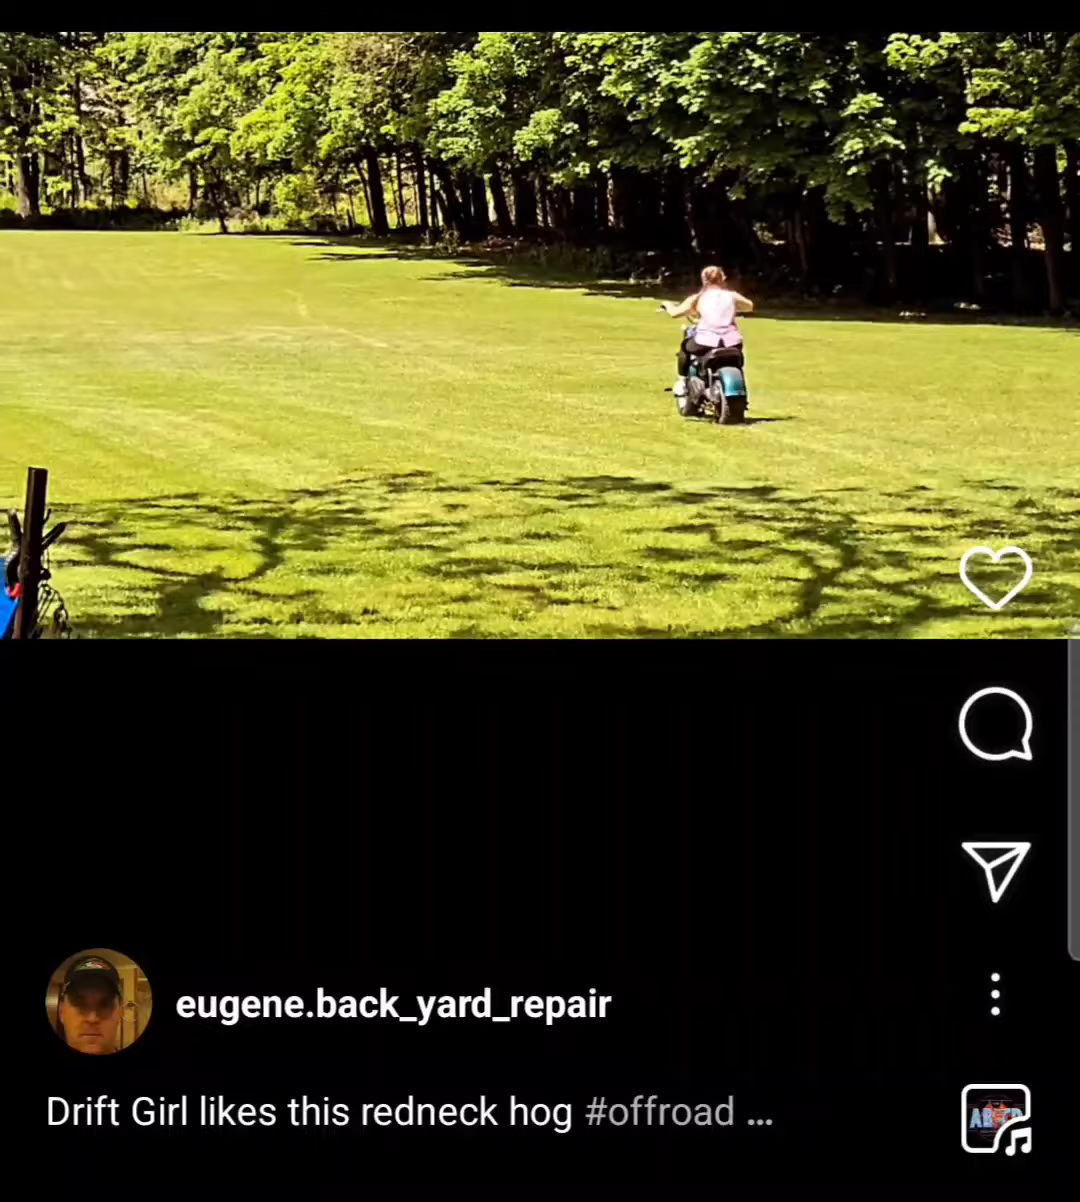 eugene.back_yard_repair
Drift Girl likes this redneck hog #offroad ...